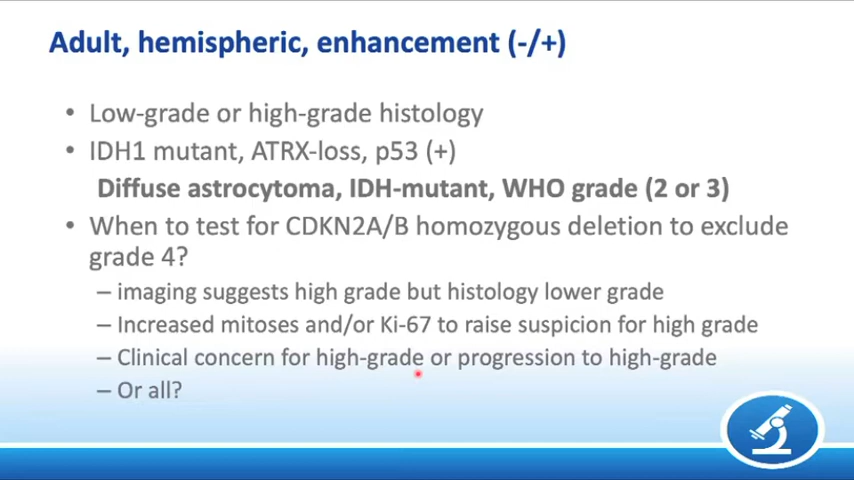 Adult, hemispheric, enhancement (-/+)
• Low-grade or high-grade histology
• IDH1 mutant, ATRX-loss, p53 (+)
Diffuse astrocytoma, IDH-mutant, WHO grade (2 or 3)
• When to test for CDKN2A/B homozygous deletion to exclude
grade 4?
– imaging suggests high grade but histology lower grade
– Increased mitoses and/or Ki-67 to raise suspicion for high grade
– Clinical concern for high-grade or progression to high-grade
– Or all?